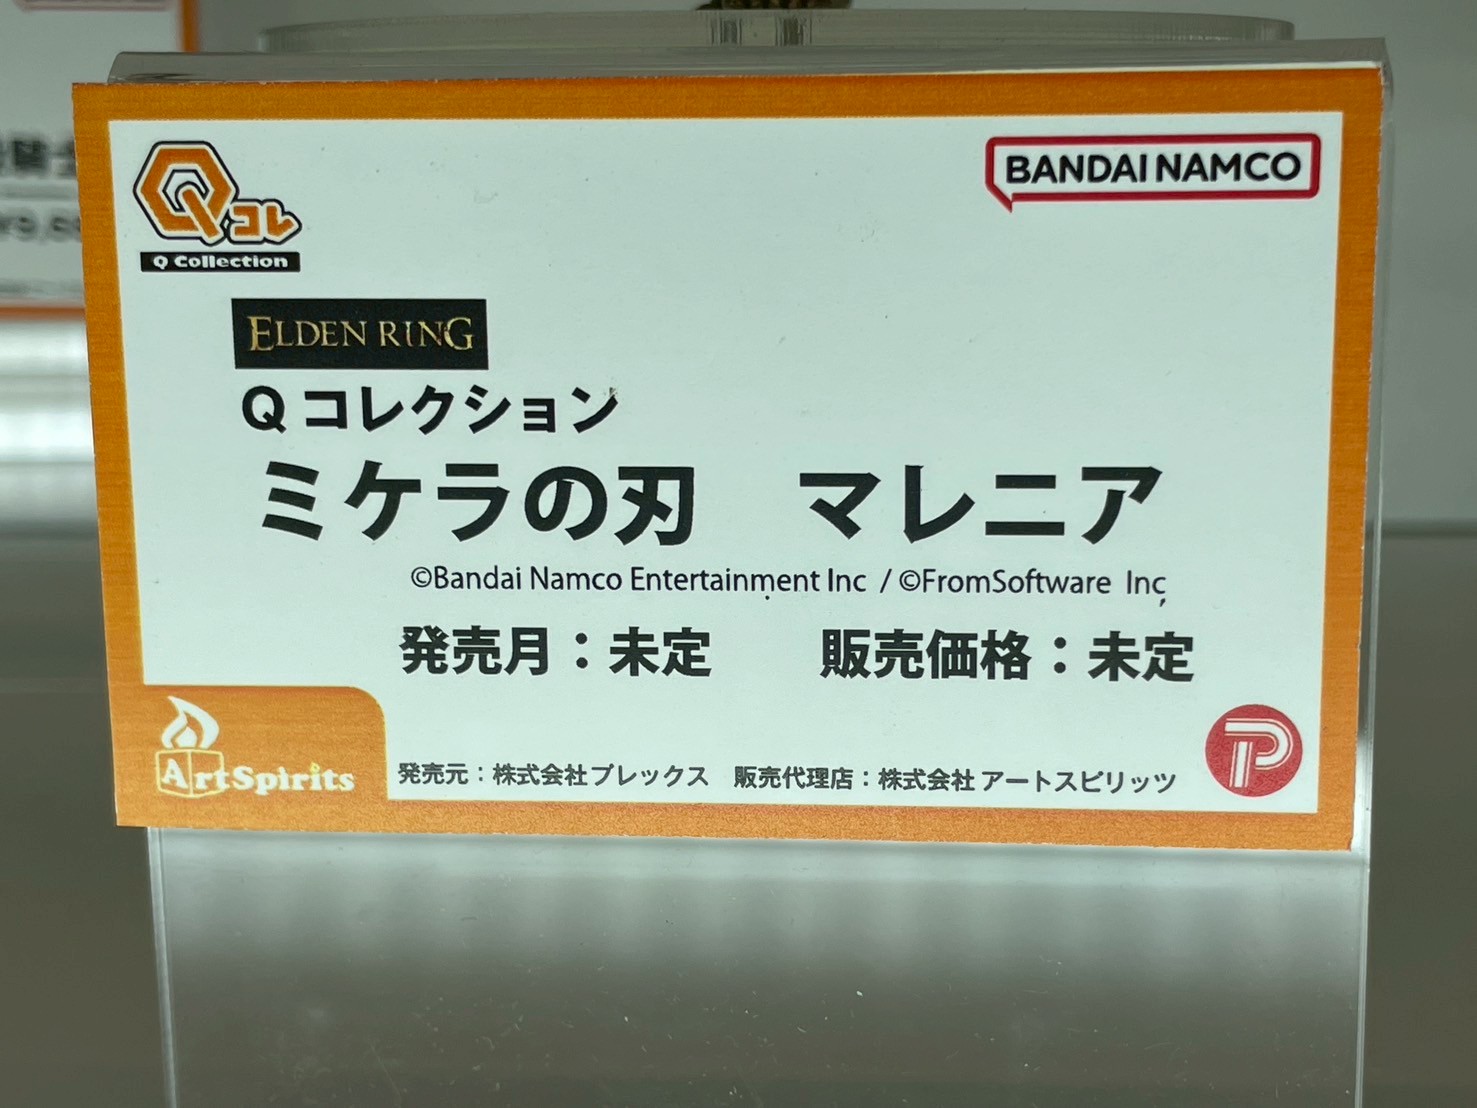 Qコレ
Q Collection
BANDAI NAMCO
ELDEN RING
Q コレクション
ミケラの刃　マレニア
©Bandai Namco Entertainment Inc / ©FromSoftware Inc
発売月：未定　　販売価格：未定
ArtSpirits
発売元：株式会社プレックス　販売代理店：株式会社 アートスピリッツ
P